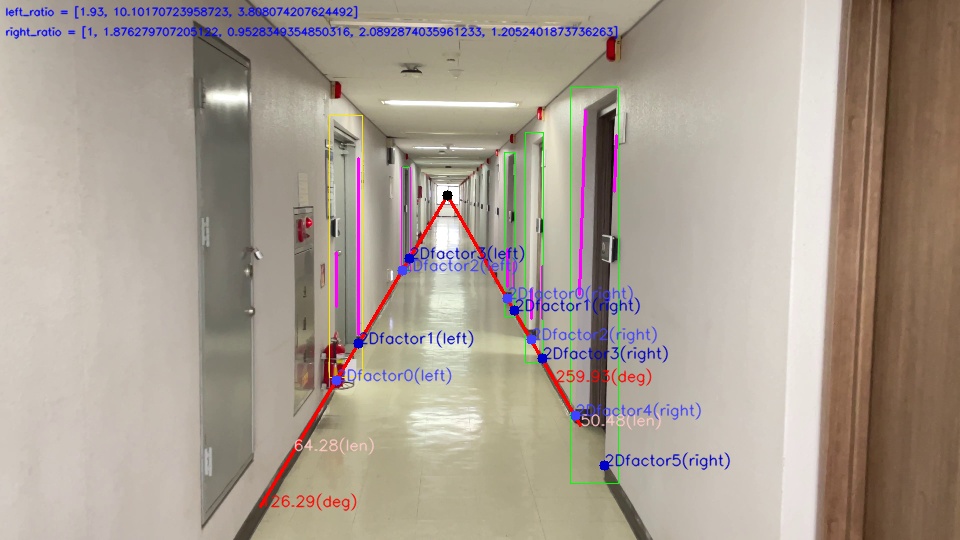 left_ratio = [1.93, 10.10170723958723, 3.808074207624492]
right_ratio = [1, 1.876279707205122, 0.9528349354850316, 2.0892874035961233, 1.2052401873736263]
2Dfactor3(left)
2Dfactor2(left)
2Dfactor0(right)
2Dfactor1(right)
2Dfactor1(left)
2Dfactor2(right)
2Dfactor3(right)
2Dfactor0(left)
259.93(deg)
2Dfactor4(right)
50.48(len)
64.28(len)
2Dfactor5(right)
26.29(deg)